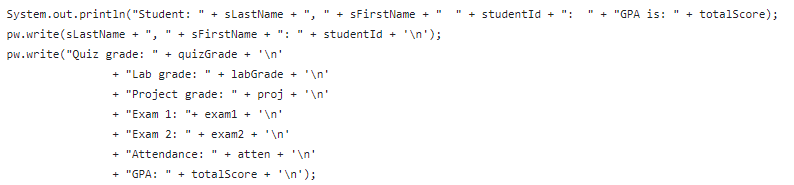 System.out.println("Student: " + sLastName + ", " + sFirstName + "  " + studentId + ":  " + "GPA is: " + totalScore);
pw.write(sLastName + ", " + sFirstName + ": " + studentId + '\n');
pw.write("Quiz grade: " + quizGrade + '\n'
+ "Lab grade: " + labGrade + '\n'
+ "Project grade: " + proj + '\n'
+ "Exam 1: "+ exam1 + '\n'
+ "Exam 2: " + exam2 + '\n'
+ "Attendance: " + atten + '\n'
+ "GPA: " + totalScore + '\n');